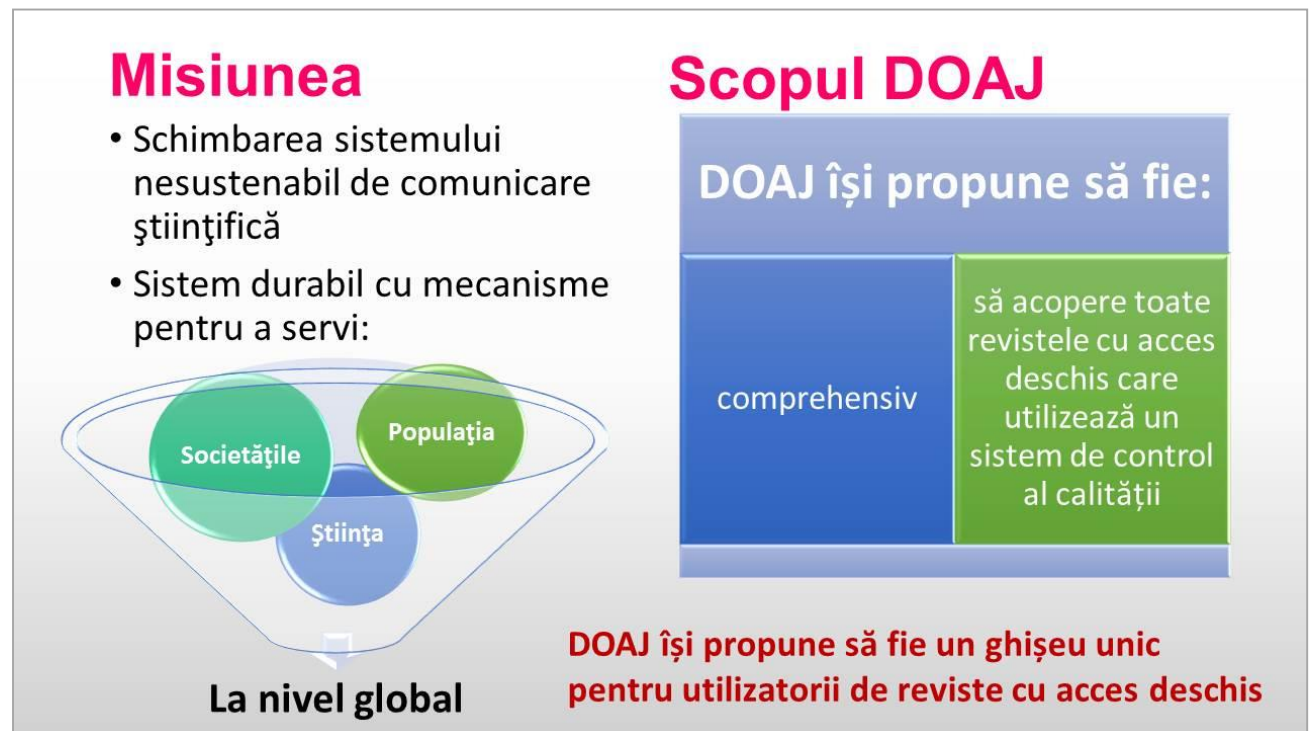 Misiunea
• Schimbarea sistemului
nesustenabil de comunicare
ştiinţifică
• Sistem durabil cu mecanisme
pentru a servi:
Societăţile
Populaţia
Ştiinţa
La nivel global
Scopul DOAJ
DOAJ își propune să fie:
comprehensiv
să acopere toate
revistele cu acces
deschis care
utilizează un
sistem de control
al calității
DOAJ își propune să fie un ghișeu unic
pentru utilizatorii de reviste cu acces deschis